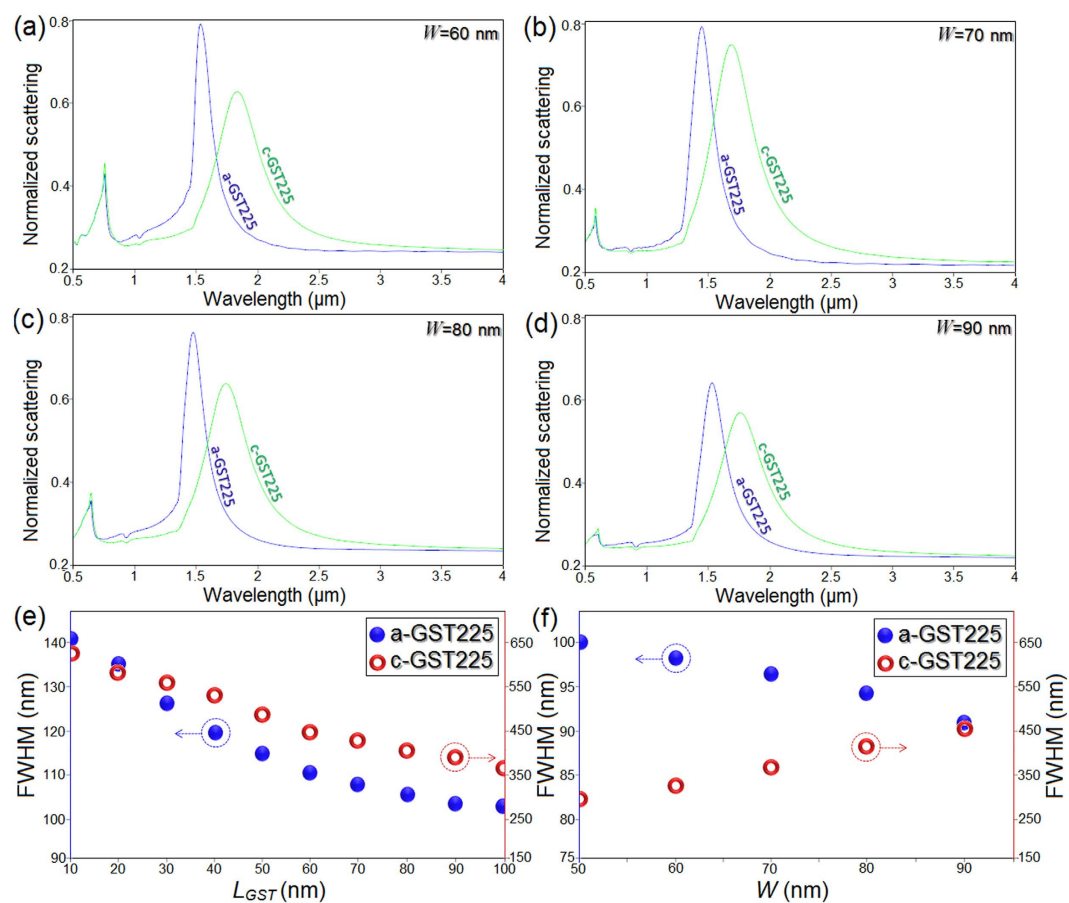 (a)
W=60 nm
0.8
0.6
0.4
0.2
Normalized scattering
a-GST225
c-GST225
0.5 1 1.5 2 2.5 3 3.5 4
Wavelength (µm)
(b)
W=70 nm
0.8
0.6
0.4
0.2
Normalized scattering
a-GST225
c-GST225
0.5 1 1.5 2 2.5 3 3.5 4
Wavelength (µm)
(c)
W=80 nm
0.8
0.6
0.4
0.2
Normalized scattering
a-GST225
c-GST225
0.5 1 1.5 2 2.5 3 3.5 4
Wavelength (µm)
(d)
W=90 nm
0.8
0.6
0.4
0.2
Normalized scattering
a-GST225
c-GST225
0.5 1 1.5 2 2.5 3 3.5 4
Wavelength (µm)
(e)
a-GST225
c-GST225
140
130
120
110
100
90
FWHM (nm)
650
550
450
350
250
150
FWHM (nm)
10 20 30 40 50 60 70 80 90 100
LGST (nm)
(f)
a-GST225
c-GST225
100
95
90
85
80
75
650
550
450
350
250
150
FWHM (nm)
50 60 70 80 90
W (nm)